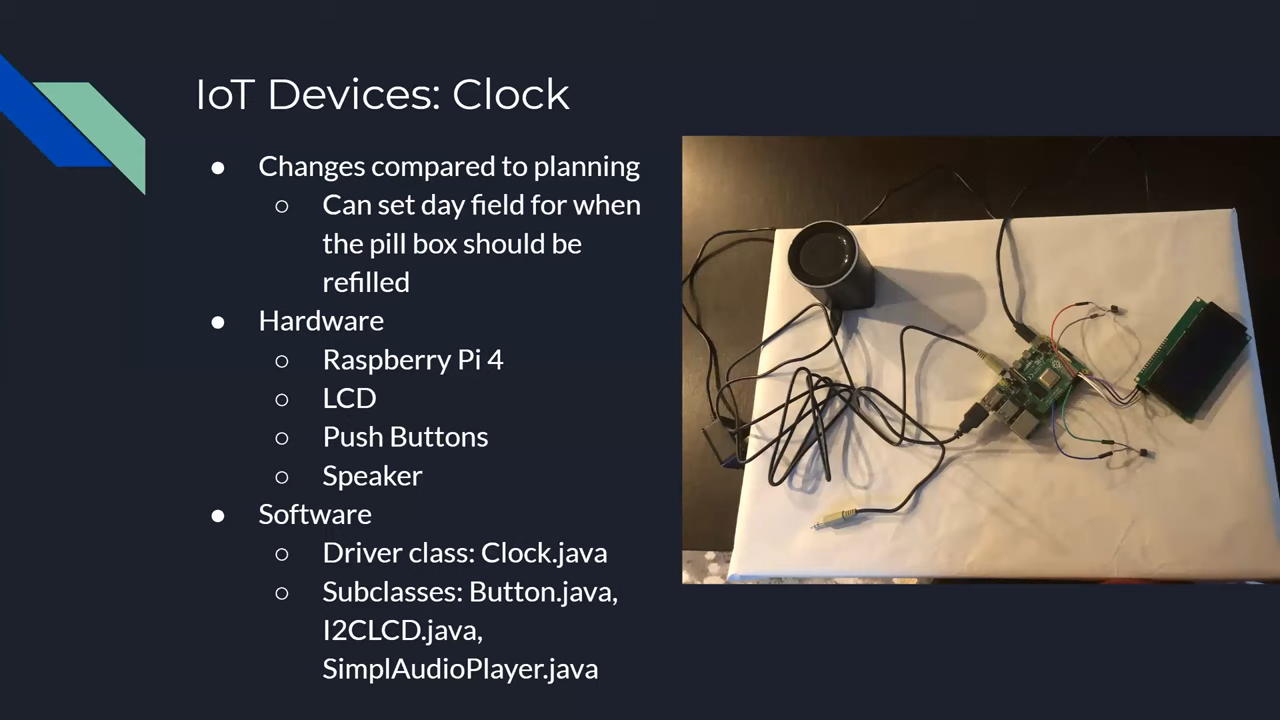 IoT Devices: Clock
● Changes compared to planning
○ Can set day field for when
the pill box should be
refilled
● Hardware
○ Raspberry Pi 4
○ LCD
○ Push Buttons
○ Speaker
● Software
○ Driver class: Clock.java
○ Subclasses: Button.java,
I2CLCD.java,
SimplAudioPlayer.java